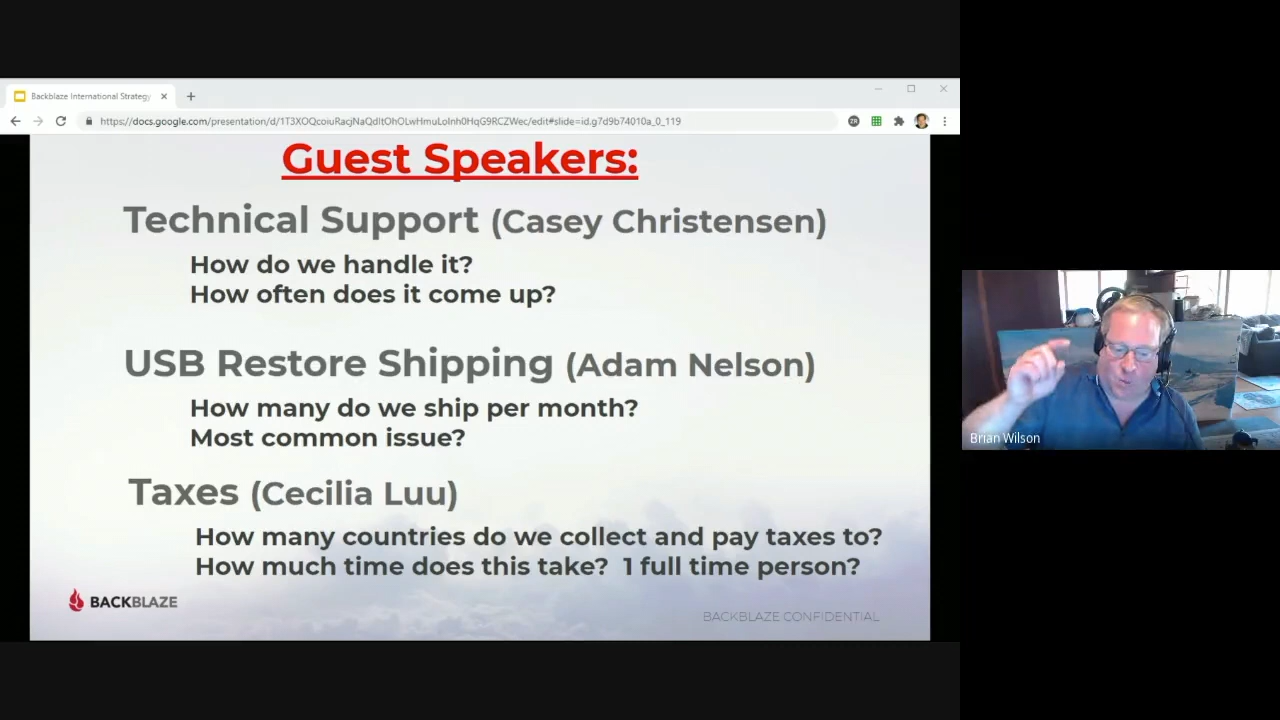 Backblaze International Strategy
https://docs.google.com/presentation/d/1T3XOQcoiuRacjNaQdItOhOLwHmuLoInh0HqG9RCZWec/edit#slide=id.g7d9b74010a_0_119
Guest Speakers:
Technical Support (Casey Christensen)
How do we handle it?
How often does it come up?
USB Restore Shipping (Adam Nelson)
How many do we ship per month?
Most common issue?
Taxes (Cecilia Luu)
How many countries do we collect and pay taxes to?
How much time does this take? 1 full time person?
BACKBLAZE
BACKBLAZE CONFIDENTIAL
Brian Wilson